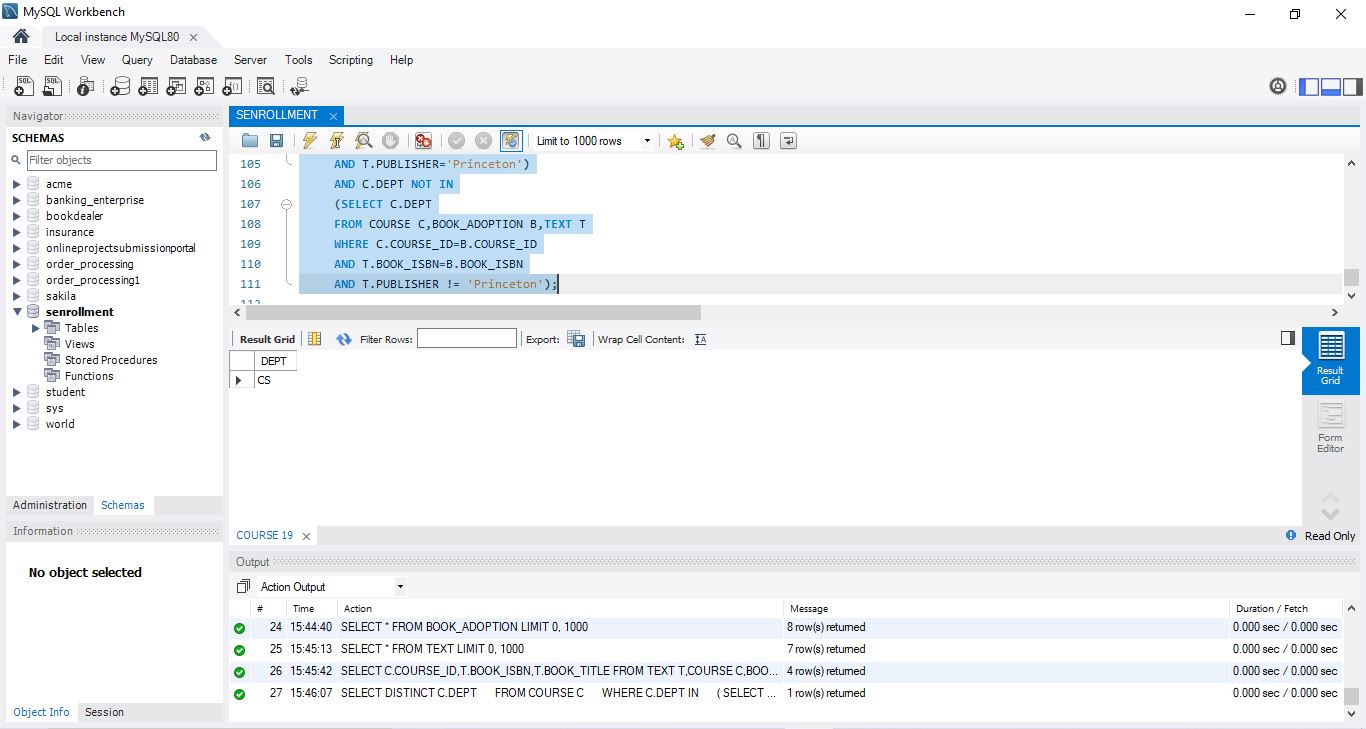 MySQL Workbench
Local instance MySQL80
File Edit View Query Database Server Tools Scripting Help
Navigator
SCHEMAS
Filter objects
acme
banking_enterprise
bookdealer
insurance
onlineprojectsubmissionportal
order_processing
order_processing1
sakila
senrollment
Tables
Views
Stored Procedures
Functions
student
sys
world
Administration Schemas
Information
No object selected
Object Info Session
SENROLLMENT
Limit to 1000 rows
105 AND T.PUBLISHER='Princeton')
106 AND C.DEPT NOT IN
107 (SELECT C.DEPT
108 FROM COURSE C,BOOK_ADOPTION B,TEXT T
109 WHERE C.COURSE_ID=B.COURSE_ID
110 AND T.BOOK_ISBN=B.BOOK_ISBN
111 AND T.PUBLISHER != 'Princeton');
112
Result Grid Filter Rows: Export: Wrap Cell Content:
DEPT
CS
Result Grid
Form Editor
COURSE 19
Read Only
Output
Action Output
# Time Action Message Duration / Fetch
24 15:44:40 SELECT * FROM BOOK_ADOPTION LIMIT 0, 1000 8 row(s) returned 0.000 sec / 0.000 sec
25 15:45:13 SELECT * FROM TEXT LIMIT 0, 1000 7 row(s) returned 0.000 sec / 0.000 sec
26 15:45:42 SELECT C.COURSE_ID,T.BOOK_ISBN,T.BOOK_TITLE FROM TEXT T,COURSE C,BOO... 4 row(s) returned 0.000 sec / 0.000 sec
27 15:46:07 SELECT DISTINCT C.DEPT FROM COURSE C WHERE C.DEPT IN ( SELECT ... 1 row(s) returned 0.000 sec / 0.000 sec